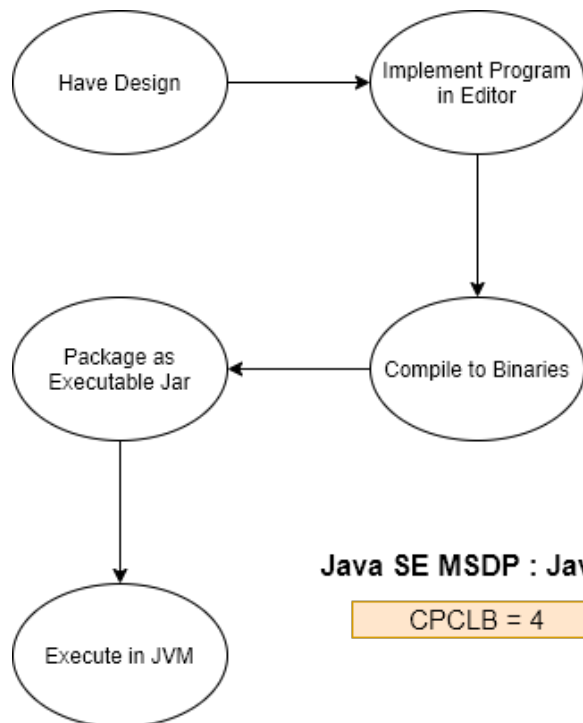 Have Design
Implement Program
in Editor
Package as
Executable Jar
Compile to Binaries
Java SE MSDP : Jav
CPCLB = 4
Execute in JVM